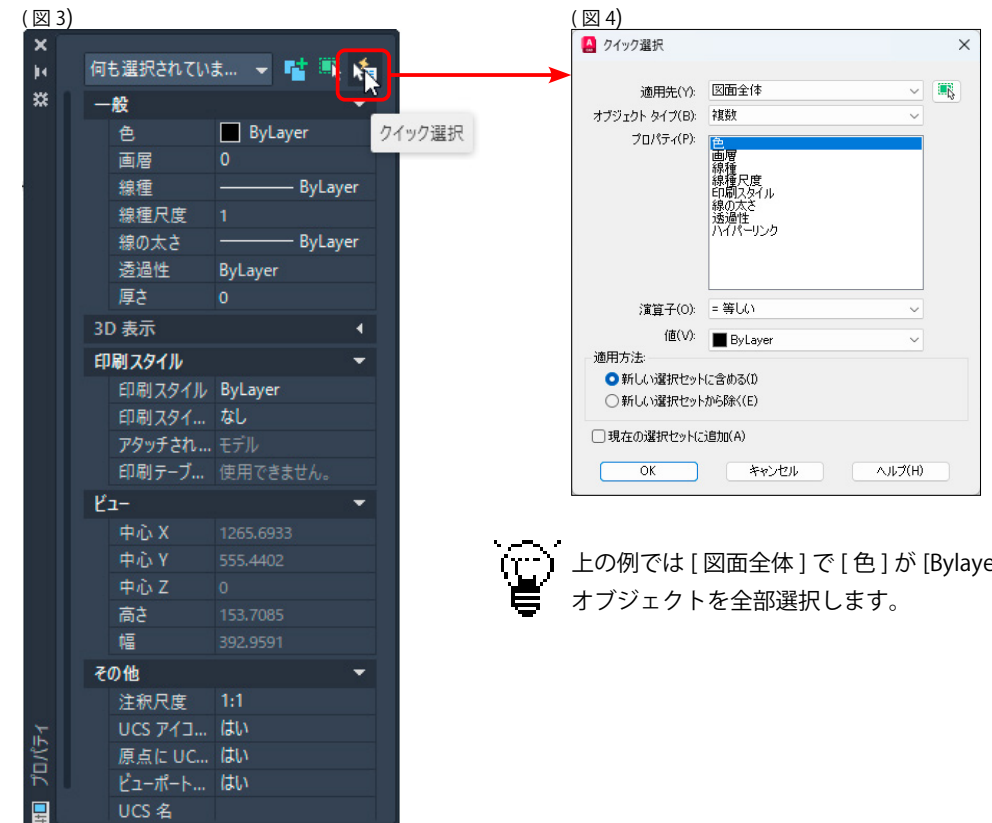 ( 図 3)
何も選択されていま...
一般
色 ByLayer
画層 0
線種 ByLayer
線種尺度 1
線の太さ ByLayer
透過性 ByLayer
厚さ 0
3D 表示
印刷スタイル
印刷スタイル ByLayer
印刷スタイ... なし
アタッチされ... モデル
印刷テーブ... 使用できません。
ビュー
中心 X 1265.6933
中心 Y 555.4402
中心 Z 0
高さ 153.7085
幅 392.9591
その他
注釈尺度 1:1
UCS アイコ... はい
原点に UC... はい
ビューポート... はい
UCS 名
プロパティ
クイック選択
( 図 4)
クイック選択
適用先(Y): 図面全体
オブジェクト タイプ(B): 複数
プロパティ(P): 色
画層
線種
線種尺度
印刷スタイル
線の太さ
透過性
ハイパーリンク
演算子(O): = 等しい
値(V): ByLayer
適用方法:
新しい選択セットに含める(I)
新しい選択セットから除く(E)
現在の選択セットに追加(A)
OK キャンセル ヘルプ(H)
上の例では [ 図面全体 ] で [ 色 ] が [Bylaye
オブジェクトを全部選択します。